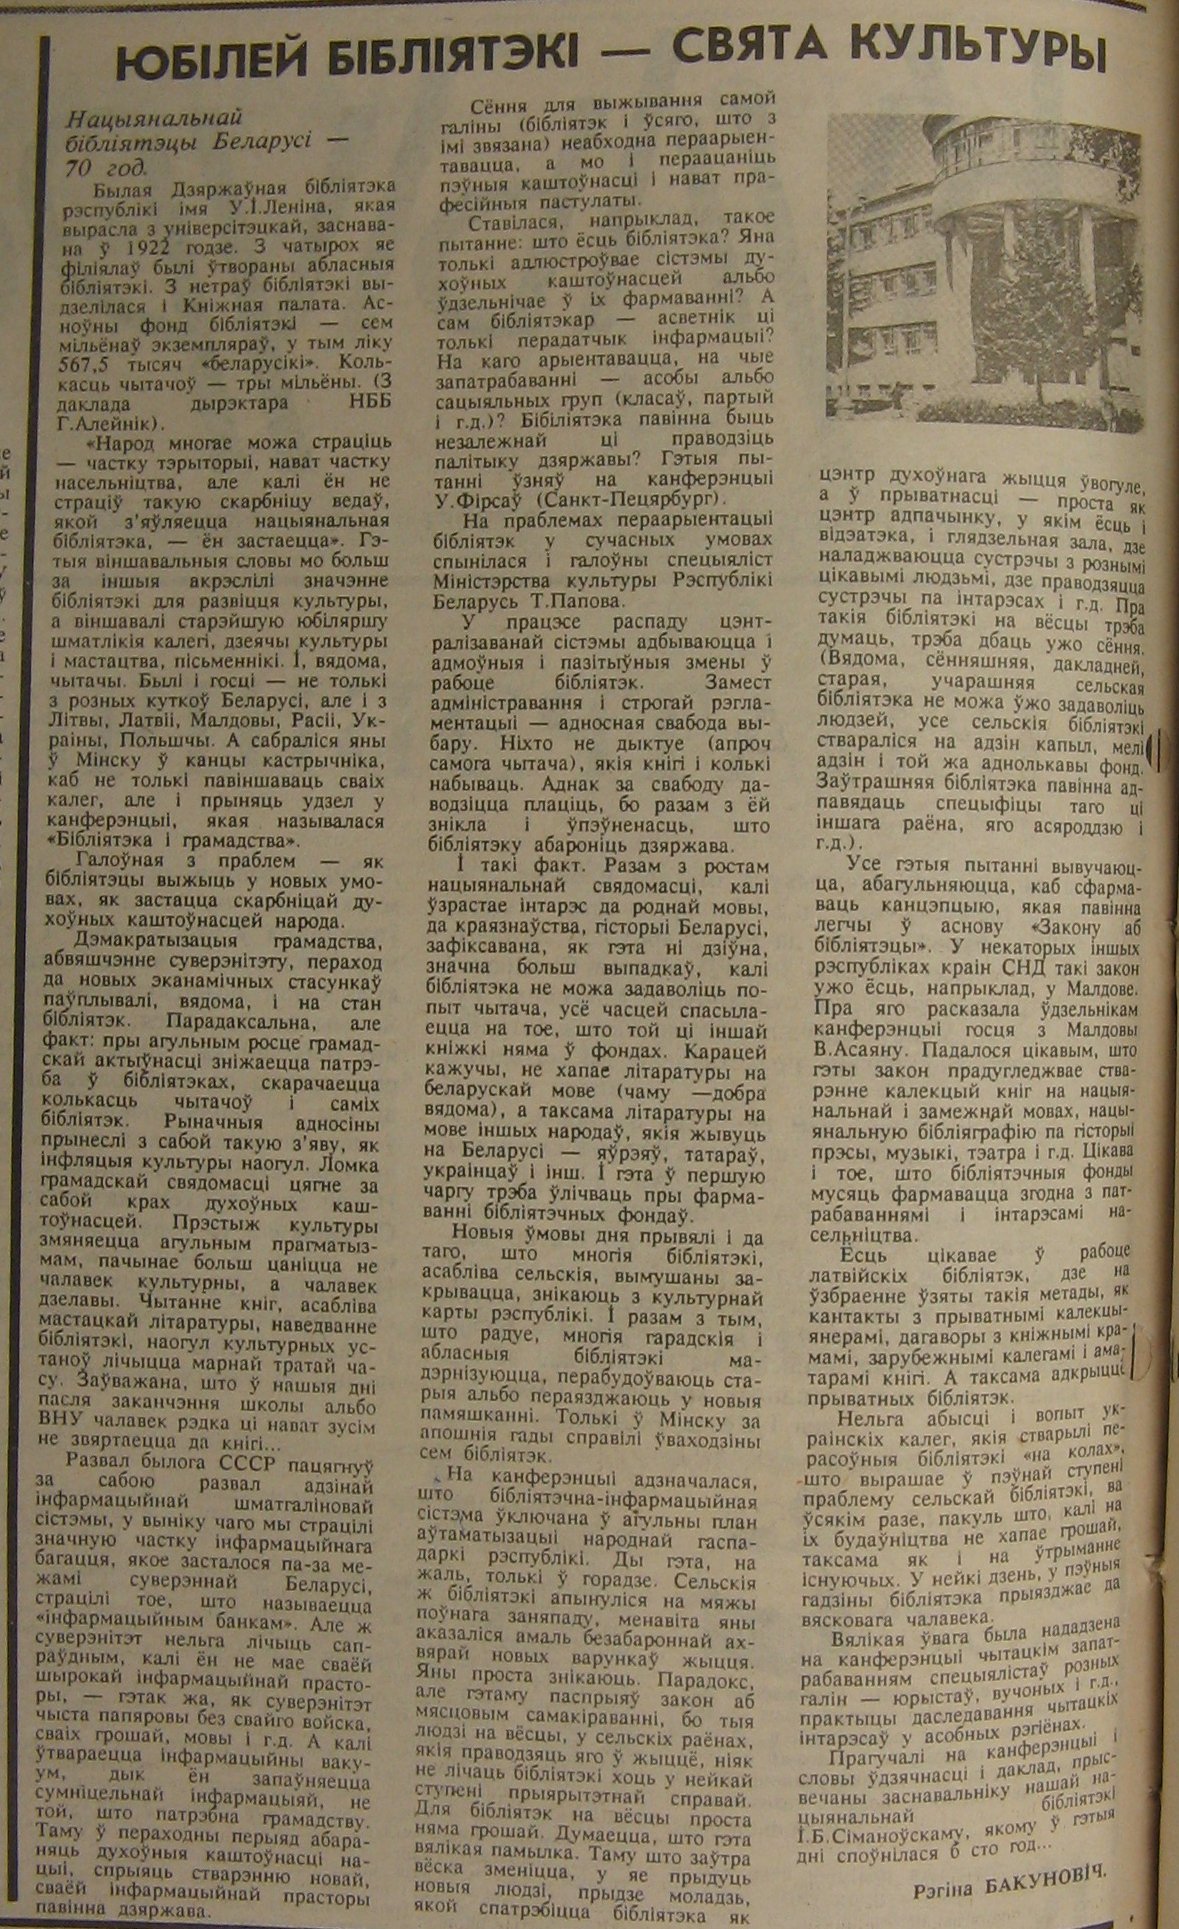 ЮБІЛЕЙ БІБЛІЯТЭКІ — СВЯТА КУЛЬТУРЫ
Нацыянальнай
бібліятэцы Беларусі —
70 год.
Былая Дзяржаўная бібліятэка
рэспублікі імя У.І.Леніна, якая
вырасла з універсітэцкай, заснава-
на ў 1922 годзе. З чатырох яе
філіялаў былі ўтвораны абласныя
бібліятэкі. З нетраў бібліятэкі вы-
дзелілася і Кніжная палата. Ас-
ноўны фонд бібліятэкі — сем
мільёнаў экземпляраў, у тым ліку
567,5 тысяч «беларусікі». Коль-
касць чытачоў — тры мільёны. (З
даклада дырэктара НББ
Г.Алейнік).
«Народ многае можа страціць
— частку тэрыторыі, нават частку
насельніцтва, але калі ён не
страціў такую скарбніцу ведаў,
якой з'яўляецца нацыянальная
бібліятэка, — ён застаецца». Гэ-
тыя віншавальныя словы мо больш
за іншыя акрэслілі значэнне
бібліятэкі для развіцця культуры,
а віншавалі старэйшую юбіляршу
шматлікія калегі, дзеячы культуры
і мастацтва, пісьменнікі. І, вядома,
чытачы. Былі і госці — не толькі
з розных куткоў Беларусі, але і з
Літвы, Латвіі, Малдовы, Расіі, Ук-
раіны, Польшчы. А сабраліся яны
ў Мінску ў канцы кастрычніка,
каб не толькі павіншаваць сваіх
калег, але і прыняць удзел у
канферэнцыі, якая называлася
«Бібліятэка і грамадства».
Галоўная з праблем — як
бібліятэцы выжыць у новых умо-
вах, як застацца скарбніцай ду-
хоўных каштоўнасцей народа.
Дэмакратызацыя грамадства,
абвяшчэнне суверэнітэту, пераход
да новых эканамічных стасункаў
паўплывалі, вядома, і на стан
бібліятэк. Парадаксальна, але
факт: пры агульным росце грамад-
скай актыўнасці зніжаецца патрэ-
ба ў бібліятэках, скарачаецца
колькасць чытачоў і саміх
бібліятэк. Рыначныя адносіны
прынеслі з сабой такую з'яву, як
інфляцыя культуры наогул. Ломка
грамадскай свядомасці цягне за
сабой крах духоўных каш-
тоўнасцей. Прэстыж культуры
змяняецца агульным прагматыз-
мам, пачынае больш цаніцца не
чалавек культурны, а чалавек
дзелавы. Чытанне кніг, асабліва
мастацкай літаратуры, наведванне
бібліятэкі, наогул культурных ус-
таноў лічыцца марнай тратай ча-
су. Заўважана, што ў нашыя дні
пасля заканчэння школы альбо
ВНУ чалавек рэдка ці нават зусім
не звяртаецца да кнігі...
Развал былога СССР пацягнуў
за сабою развал адзінай
інфармацыйнай шматгаліновай
сістэмы, у выніку чаго мы страцілі
значную частку інфармацыйнага
багацця, якое засталося па-за ме-
жамі суверэннай Беларусі,
страцілі тое, што называецца
«інфармацыйным банкам». Але ж
суверэнітэт нельга лічыць сап-
раўдным, калі ён не мае сваёй
шырокай інфармацыйнай прасто-
ры, — гэтак жа, як суверэнітэт
чыста папяровы без свайго войска,
сваіх грошай, мовы і г.д. А калі
ўтвараецца інфармацыйны ваку-
ум, дык ён запаўняецца
сумніцельнай інфармацыяй, не
той, што патрэбна грамадству.
Таму ў пераходны перыяд абара-
няць духоўныя каштоўнасці на-
цыі, спрыяць стварэнню новай,
сваёй інфармацыйнай прасторы
павінна дзяржава.
Сёння для выжывання самой
галіны (бібліятэк і ўсяго, што з
імі звязана) неабходна пераарыен-
тавацца, а мо і пераацаніць
пэўныя каштоўнасці і нават пра-
фесійныя пастулаты.
Ставілася, напрыклад, такое
пытанне: што ёсць бібліятэка? Яна
толькі адлюстроўвае сістэмы ду-
хоўных каштоўнасцей альбо
ўдзельнічае ў іх фармаванні? А
сам бібліятэкар — асветнік ці
толькі перадатчык інфармацыі?
На каго арыентавацца, на чые
запатрабаванні — асобы альбо
сацыяльных груп (класаў, партый
і г.д.)? Бібіліятэка павінна быць
незалежнай ці праводзіць
палітыку дзяржавы? Гэтыя пы-
танні ўзняў на канферэнцыі
У.Фірсаў (Санкт-Пецярбург).
На праблемах пераарыентацыі
бібліятэк у сучасных умовах
спынілася і галоўны спецыяліст
Міністэрства культуры Рэспублікі
Беларусь Т.Папова.
У працэсе распаду цэнт-
ралізаванай сістэмы адбываюцца і
адмоўныя і пазітыўныя змены ў
рабоце бібліятэк. Замест
адміністравання і строгай рэгла-
ментацыі — адносная свабода вы-
бару. Ніхто не дыктуе (апроч
самога чытача), якія кнігі і колькі
набываць. Аднак за свабоду да-
водзіцца плаціць, бо разам з ёй
знікла і ўпэўненасць, што
бібліятэку абароніць дзяржава.
І такі факт. Разам з ростам
нацыянальнай свядомасці, калі
ўзрастае інтарэс да роднай мовы,
да краязнаўства, гісторыі Беларусі,
зафіксавана, як гэта ні дзіўна,
значна больш выпадкаў, калі
бібліятэка не можа задаволіць по-
пыт чытача, усё часцей спасыла-
ецца на тое, што той ці іншай
кніжкі няма ў фондах. Карацей
кажучы, не хапае літаратуры на
беларускай мове (чаму —добра
вядома), а таксама літаратуры на
мове іншых народаў, якія жывуць
на Беларусі — яўрэяў, татараў,
украінцаў і інш. І гэта ў першую
чаргу трэба ўлічваць пры фарма-
ванні бібліятэчных фондаў.
Новыя ўмовы дня прывялі і да
таго, што многія бібліятэкі,
асабліва сельскія, вымушаны за-
крывацца, знікаюць з культурнай
карты рэспублікі. І разам з тым,
што радуе, многія гарадскія і
абласныя бібліятэкі ма-
дэрнізуюцца, перабудоўваюць ста-
рыя альбо пераязджаюць у новыя
памяшканні. Толькі ў Мінску за
апошнія гады справілі ўваходзіны
сем бібліятэк.
На канферэнцыі адзначалася,
што бібліятэчна-інфармацыйная
сістэма ўключана ў агульны план
аўтаматызацыі народнай гаспа-
даркі рэспублікі. Ды гэта, на
жаль, толькі ў горадзе. Сельскія
ж бібліятэкі апынуліся на мяжы
поўнага заняпаду, менавіта яны
аказаліся амаль безабароннай ах-
вярай новых варункаў жыцця.
Яны проста знікаюць. Парадокс,
але гэтаму паспрыяў закон аб
мясцовым самакіраванні, бо тыя
людзі на вёсцы, у сельскіх раёнах,
якія праводзяць яго ў жыццё, ніяк
не лічаць бібліятэкі хоць у нейкай
ступені прыярытэтнай справай.
Для бібліятэк на вёсцы проста
няма грошай. Думаецца, што гэта
вялікая памылка. Таму што заўтра
вёска зменіцца, у яе прыдуць
новыя людзі, прыдзе моладзь,
якой спатрэбіцца бібліятэка як
цэнтр духоўнага жыцця ўвогуле,
а ў прыватнасці — проста як
цэнтр адпачынку, у якім ёсць і
відэатэка, і глядзельная зала, дзе
наладжваюцца сустрэчы з рознымі
цікавымі людзьмі, дзе праводзяцца
сустрэчы па інтарэсах і г.д. Пра
такія бібліятэкі на вёсцы трэба
думаць, трэба дбаць ужо сёння.
(Вядома, сённяшняя, дакладней,
старая, учарашняя сельская
бібліятэка не можа ўжо задаволіць
людзей, усе сельскія бібліятэкі
ствараліся на адзін капыл, мелі
адзін і той жа аднолькавы фонд.
Заўтрашняя бібліятэка павінна ад-
павядаць спецыфіцы таго ці
іншага раёна, яго асяроддзю і
г.д.).
Усе гэтыя пытанні вывучаюц-
ца, абагульняюцца, каб сфарма-
ваць канцэпцыю, якая павінна
легчы ў аснову «Закону аб
бібліятэцы». У некаторых іншых
рэспубліках краін СНД такі закон
ужо ёсць, напрыклад, у Малдове.
Пра яго расказала ўдзельнікам
канферэнцыі госця з Малдовы
В.Асаяну. Падалося цікавым, што
гэты закон прадугледжвае ства-
рэнне калекцый кніг на нацыя-
нальнай і замежнай мовах, нацы-
янальную бібліяграфію па гісторыі
прэсы, музыкі, тэатра і г.д. Цікава
і тое, што бібліятэчныя фонды
мусяць фармавацца згодна з пат-
рабаваннямі і інтарэсамі на-
сельніцтва.
Ёсць цікавае ў рабоце
латвійскіх бібліятэк, дзе на
ўзбраенне ўзяты такія метады, як
кантакты з прыватнымі калекцы-
янерамі, дагаворы з кніжнымі кра-
мамі, зарубежнымі калегамі і ама-
тарамі кнігі. А таксама адкрыццё
прыватных бібліятэк.
Нельга абысці і вопыт ук-
раінскіх калег, якія стварылі пе-
расоўныя бібліятэкі «на колах»,
што вырашае ў пэўнай ступені
праблему сельскай бібліятэкі, ва
ўсякім разе, пакуль што, калі на
іх будаўніцтва не хапае грошай,
таксама як і на ўтрыманне
існуючых. У нейкі дзень, у пэўныя
гадзіны бібліятэка прыязджае да
вясковага чалавека.
Вялікая ўвага была нададзена
на канферэнцыі чытацкім запат-
рабаванням спецыялістаў розных
галін — юрыстаў, вучоных і г.д.,
практыцы даследавання чытацкіх
інтарэсаў у асобных рэгіёнах.
Прагучалі на канферэнцыі і
словы ўдзячнасці і даклад, прыс-
вечаны заснавальніку нашай на-
цыянальнай бібліятэкі
І.Б.Сіманоўскаму, якому ў гэтыя
дні споўнілася б сто год...
Рэгіна БАКУНОВІЧ.